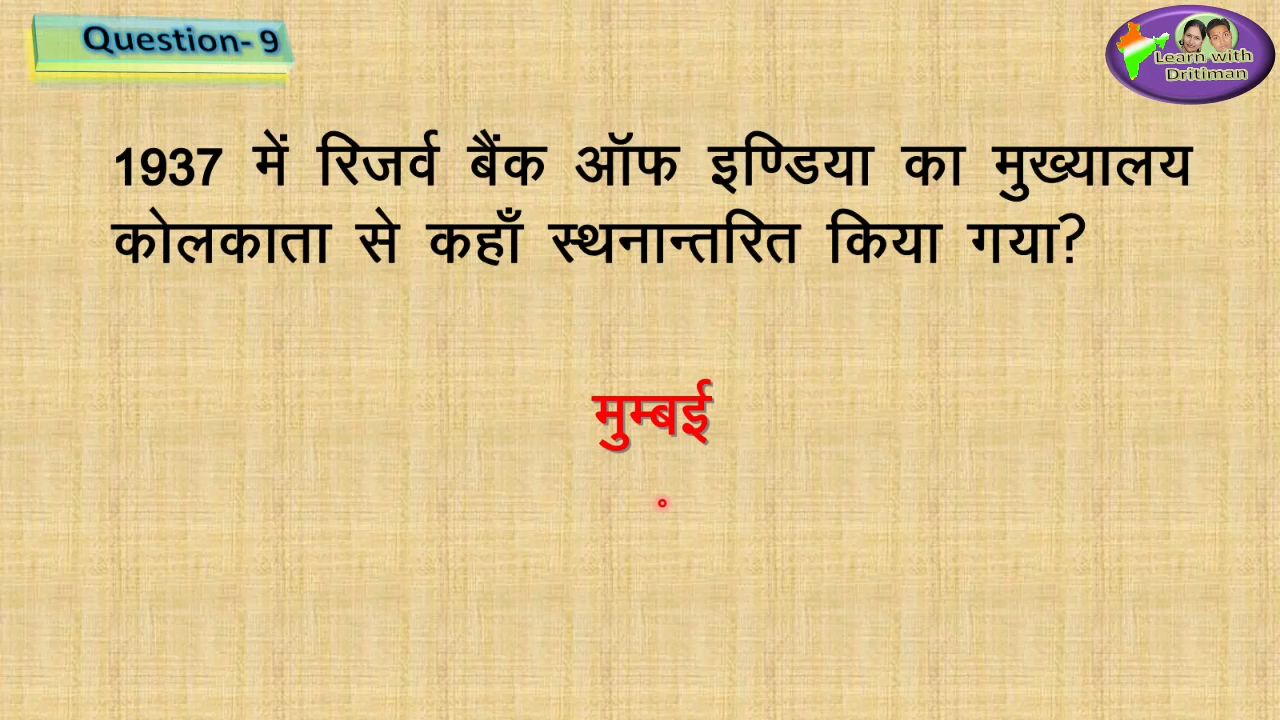 Question- 9
Learn with
Dritiman
1937 में रिजर्व बैंक ऑफ इण्डिया का मुख्यालय
कोलकाता से कहाँ स्थनान्तरित किया गया?
मुम्बई